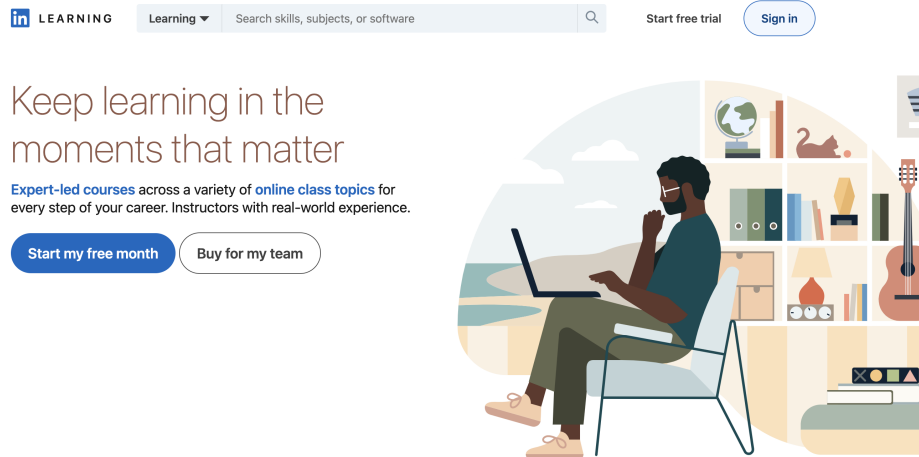 in LEARNING
Learning
Search skills, subjects, or software
Start free trial
Sign in
Keep learning in the
moments that matter
Expert-led courses across a variety of online class topics for
every step of your career. Instructors with real-world experience.
Start my free month
Buy for my team